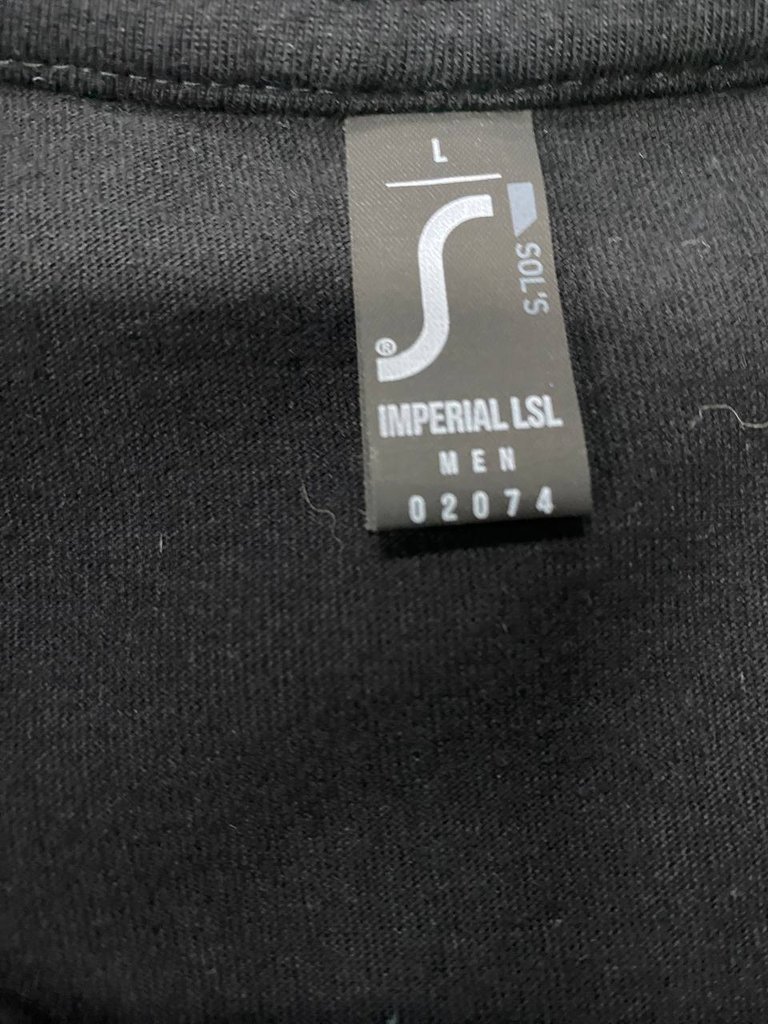 L
SOL'S
®
IMPERIAL LSL
MEN
02074